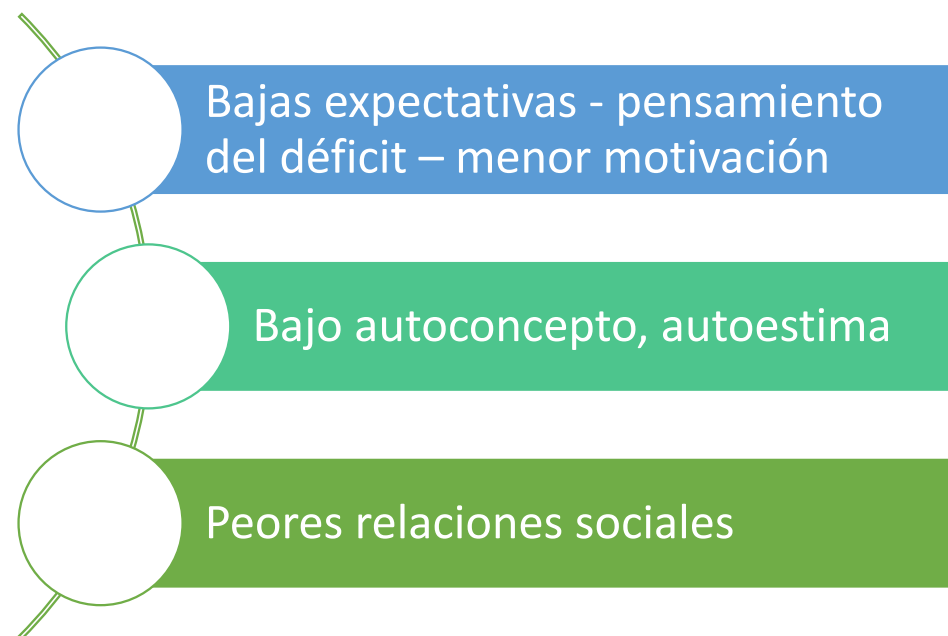 Bajas expectativas - pensamiento
del déficit – menor motivación
Bajo autoconcepto, autoestima
Peores relaciones sociales